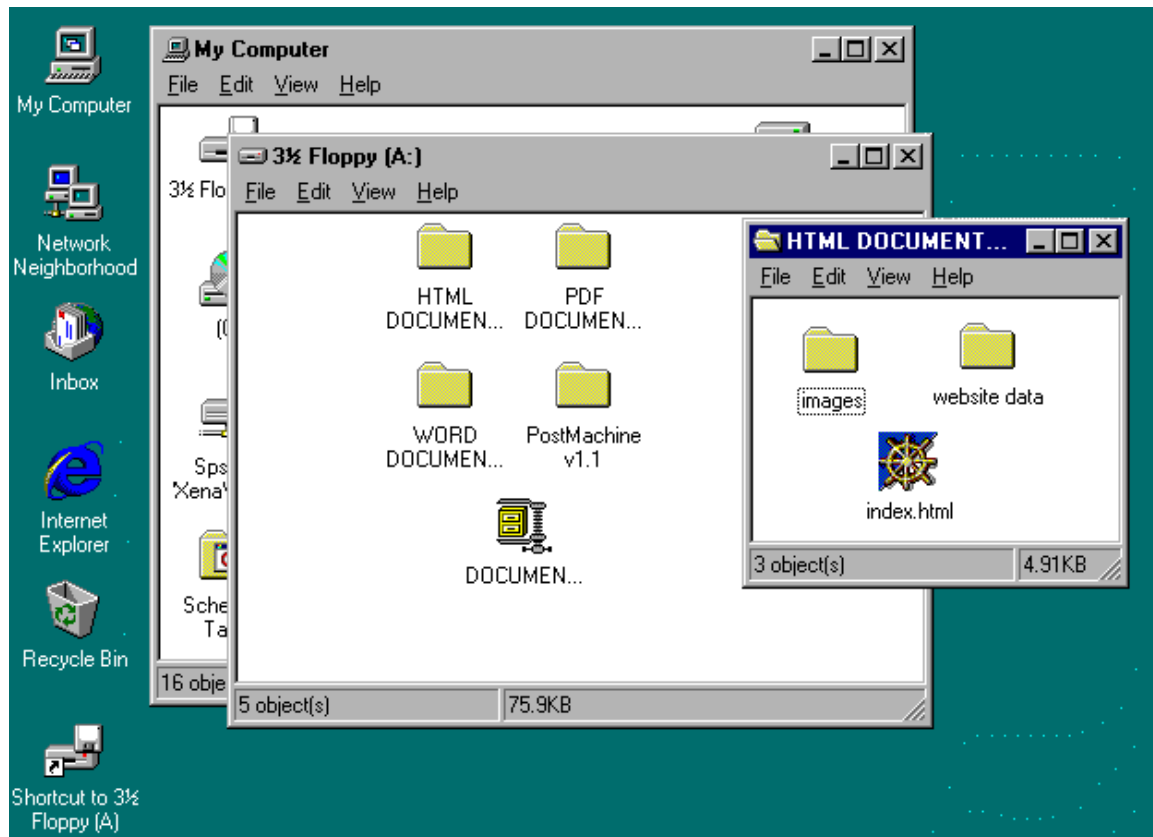 My Computer
Network
Neighborhood
Inbox
Internet
Explorer
Recycle Bin
Shortcut to 3½
Floppy (A)
My Computer
File Edit View Help
3½ Flo
(C
Sps
'Xena'
Sche
Ta
16 obje
3½ Floppy (A:)
File Edit View Help
HTML
DOCUMEN...
PDF
DOCUMEN...
WORD
DOCUMEN...
PostMachine
v1.1
DOCUMEN...
5 object(s)
75.9KB
HTML DOCUMENT...
File Edit View Help
images
website data
index.html
3 object(s)
4.91KB